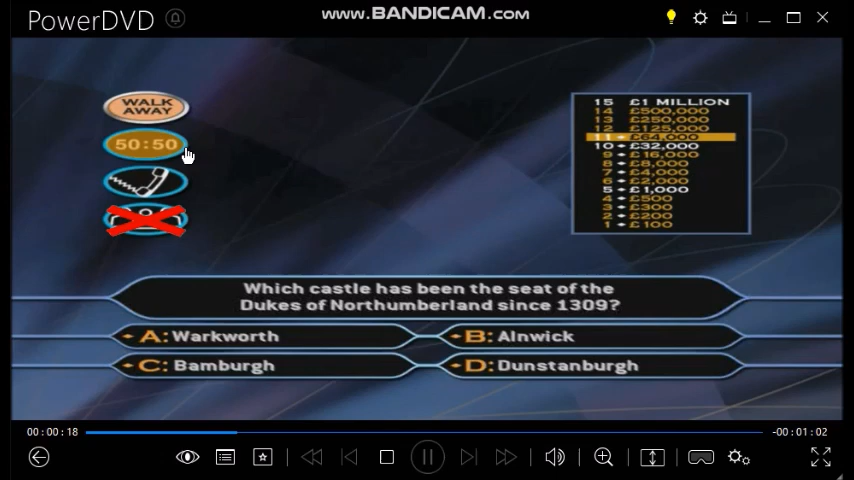 PowerDVD
www.BANDICAM.com
WALK
AWAY
50:50
15 £1 MILLION
14 £500,000
13 £250,000
12 £125,000
11 £64,000
10 £32,000
9 £16,000
8 £8,000
7 £4,000
6 £2,000
5 £1,000
4 £500
3 £300
2 £200
1 £100
Which castle has been the seat of the
Dukes of Northumberland since 1309?
A: Warkworth
B: Alnwick
C: Bamburgh
D: Dunstanburgh
00:00:18
-00:01:02